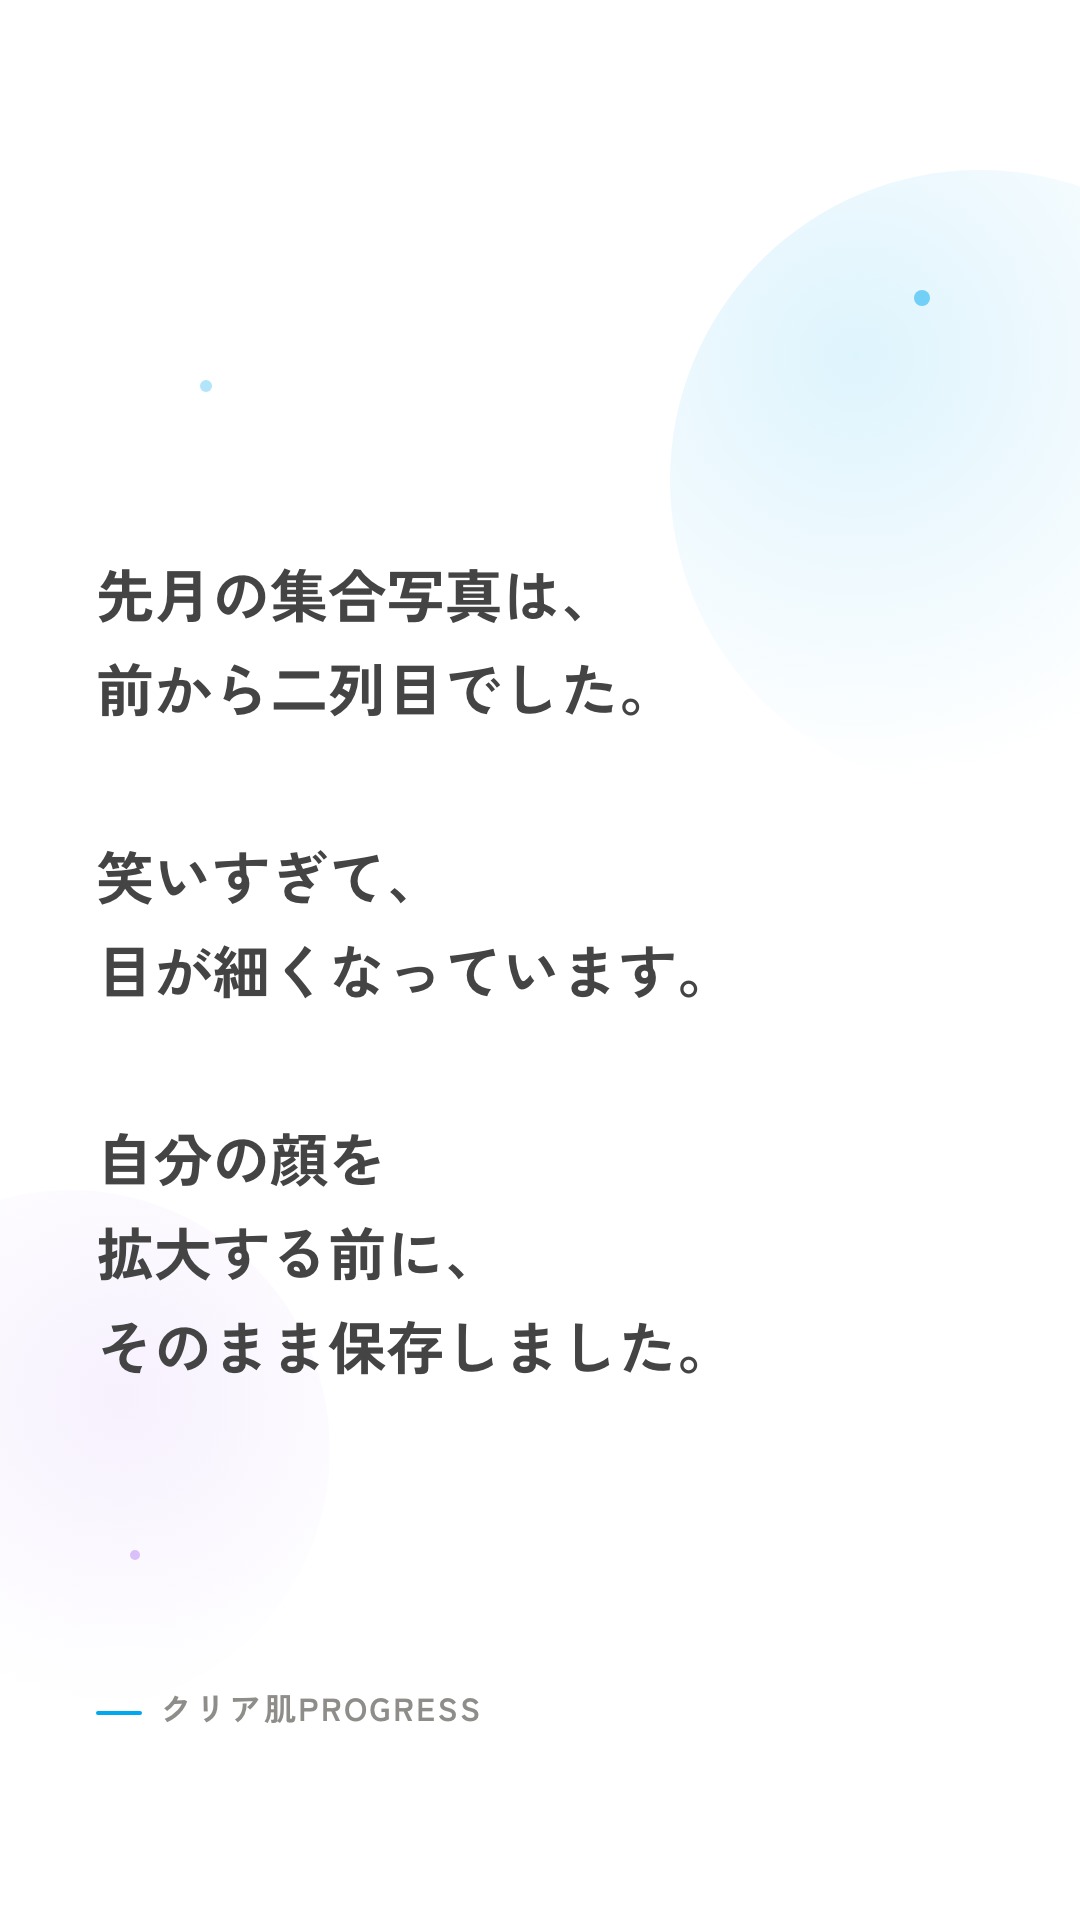 先月の集合写真は、
前から二列目でした。
笑いすぎて、
目が細くなっています。
自分の顔を
拡大する前に、
そのまま保存しました。
クリア肌PROGRESS